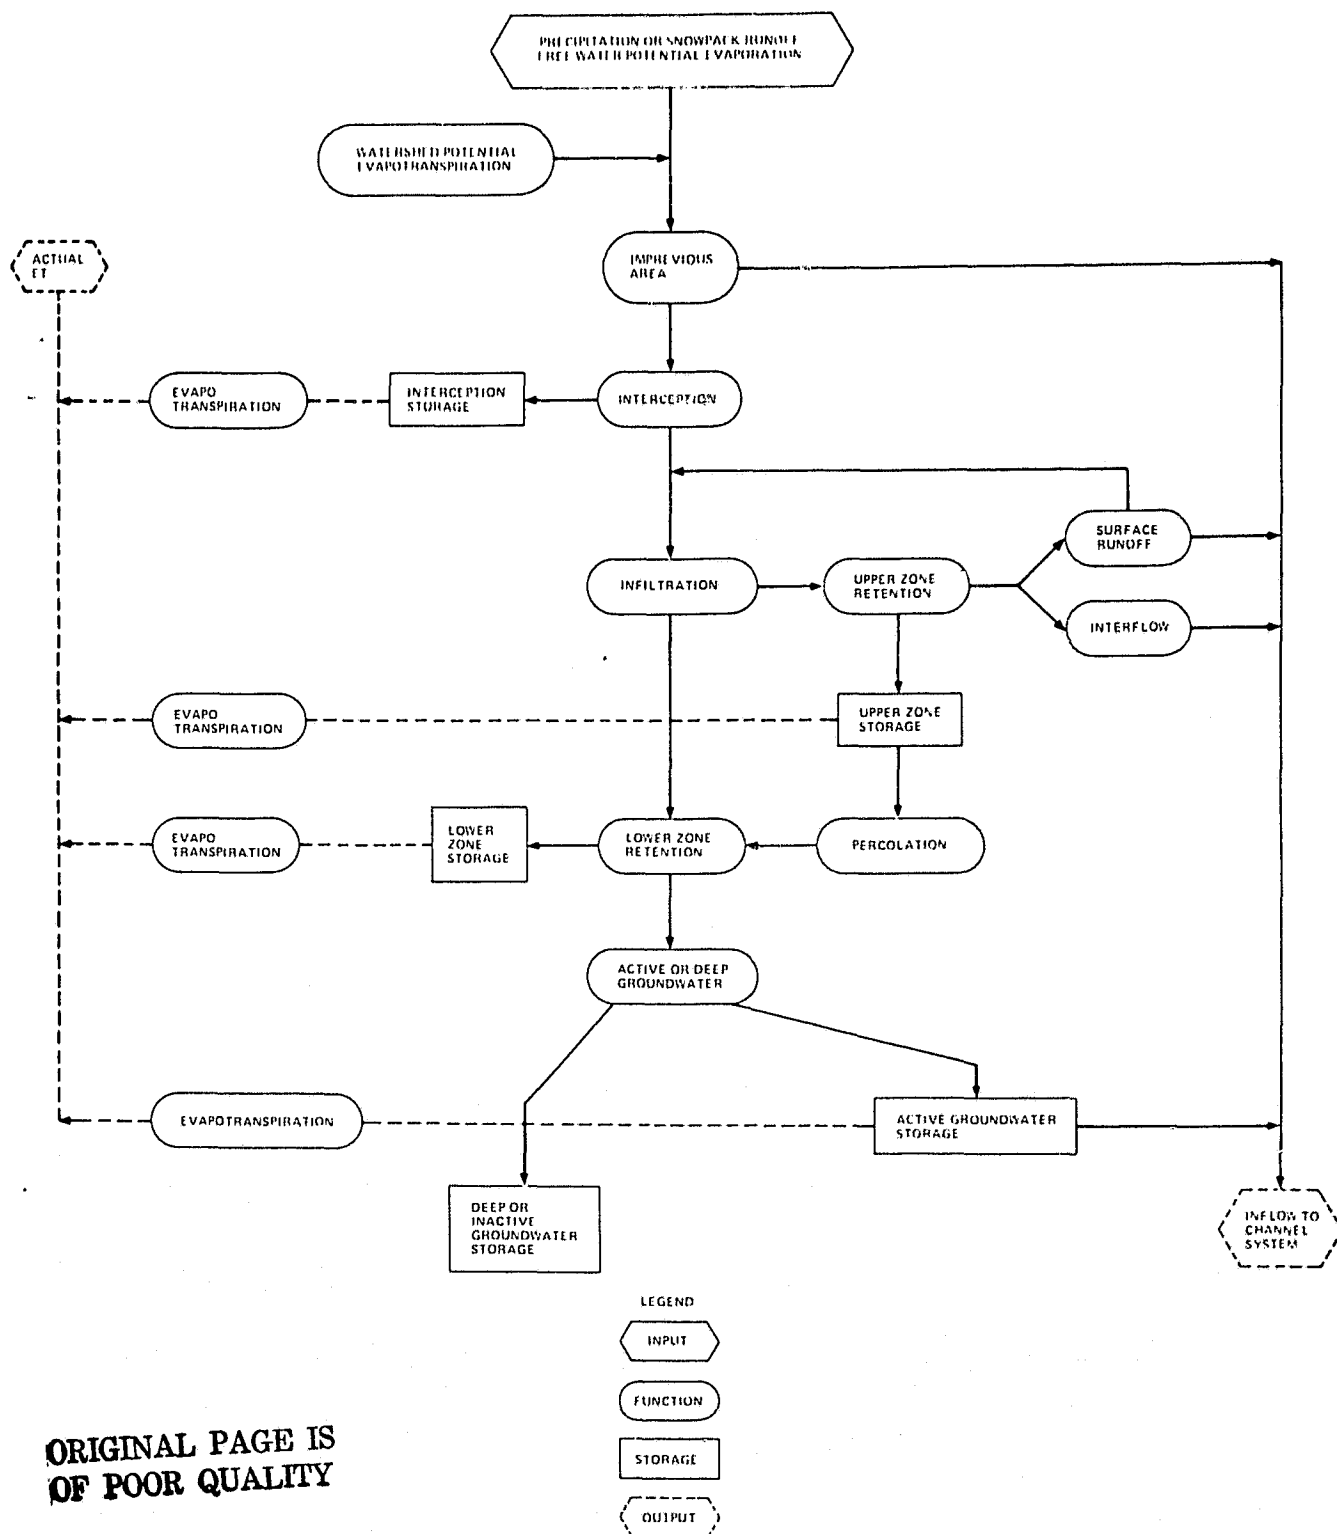 PRECIPITATION OR SNOWPACK RUNOFF
FREE WATER POTENTIAL EVAPORATION
WATERSHED POTENTIAL
EVAPOTRANSPIRATION
ACTUAL
ET
IMPREVIOUS
AREA
EVAPO
TRANSPIRATION
INTERCEPTION
STORAGE
INTERCEPTION
SURFACE
RUNOFF
INFILTRATION
UPPER ZONE
RETENTION
INTERFLOW
EVAPO
TRANSPIRATION
UPPER ZONE
STORAGE
EVAPO
TRANSPIRATION
LOWER
ZONE
STORAGE
LOWER ZONE
RETENTION
PERCOLATION
ACTIVE OR DEEP
GROUNDWATER
EVAPOTRANSPIRATION
ACTIVE GROUNDWATER
STORAGE
DEEP OR
INACTIVE
GROUNDWATER
STORAGE
INFLOW TO
CHANNEL
SYSTEM
LEGEND
INPUT
FUNCTION
STORAGE
OUTPUT
ORIGINAL PAGE IS
OF POOR QUALITY